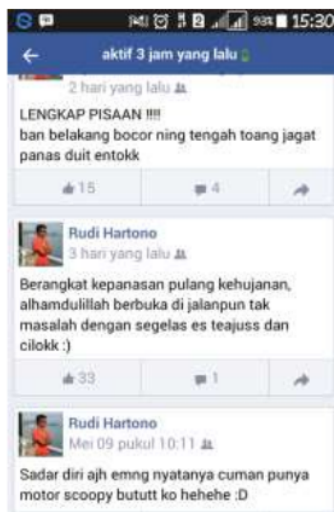 93% 15:30
aktif 3 jam yang lalu
2 hari yang lalu
LENGKAP PISAAN !!!!
ban belakang bocor ning tengah toang jagat
panas duit entokk
15 4
Rudi Hartono
3 hari yang lalu
Berangkat kepanasan pulang kehujanan,
alhamdulillah berbuka di jalanpun tak
masalah dengan segelas es teajuss dan
cilokk :)
33 1
Rudi Hartono
Mei 09 pukul 10:11
Sadar diri ajh emng nyatanya cuman punya
motor scoopy bututt ko hehehe :D